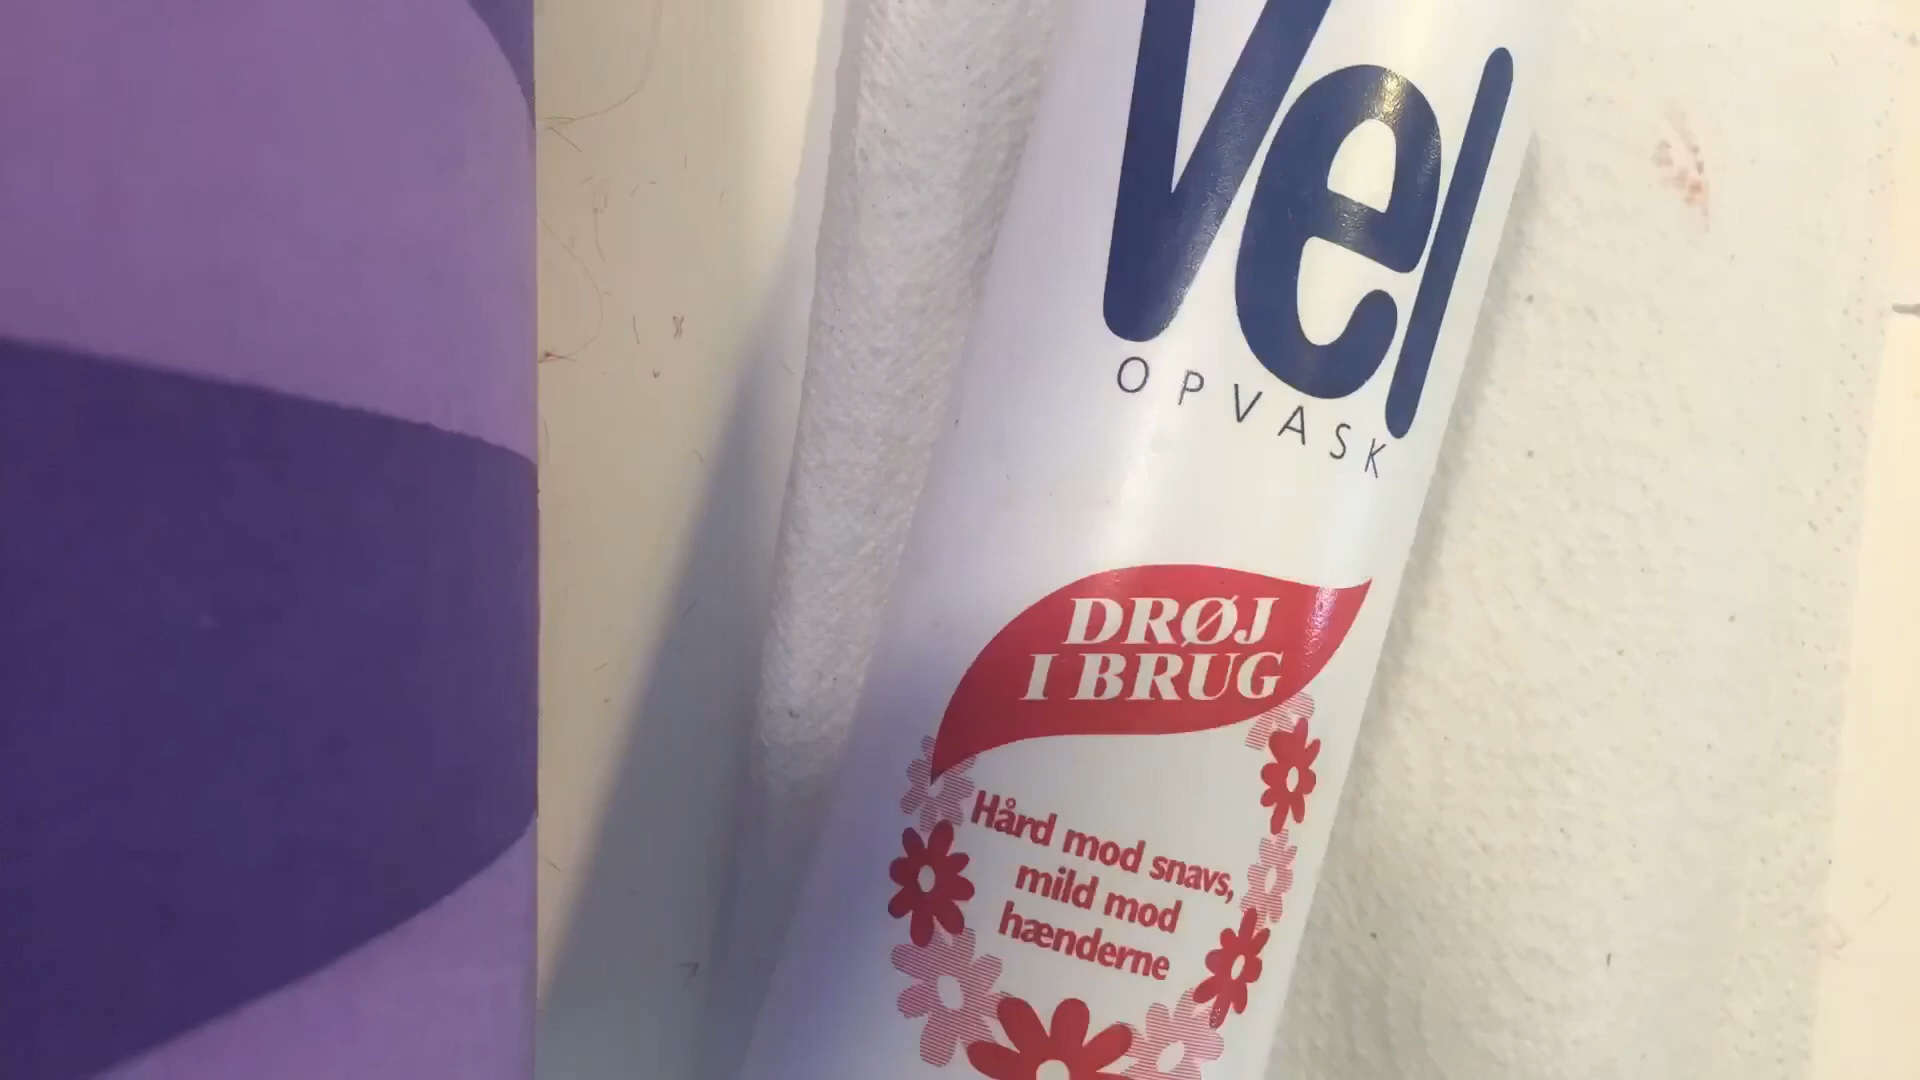 Vel
OPVASK
DRØJ
I BRUG
Hård mod snavs,
mild mod
hænderne